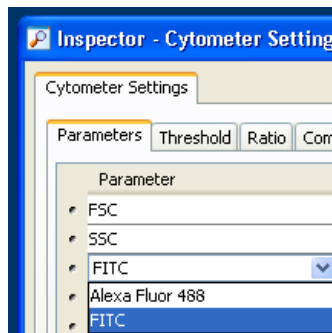 Inspector - Cytometer Setting
Cytometer Settings
Parameters Threshold Ratio Com
Parameter
FSC
SSC
FITC
Alexa Fluor 488
FITC